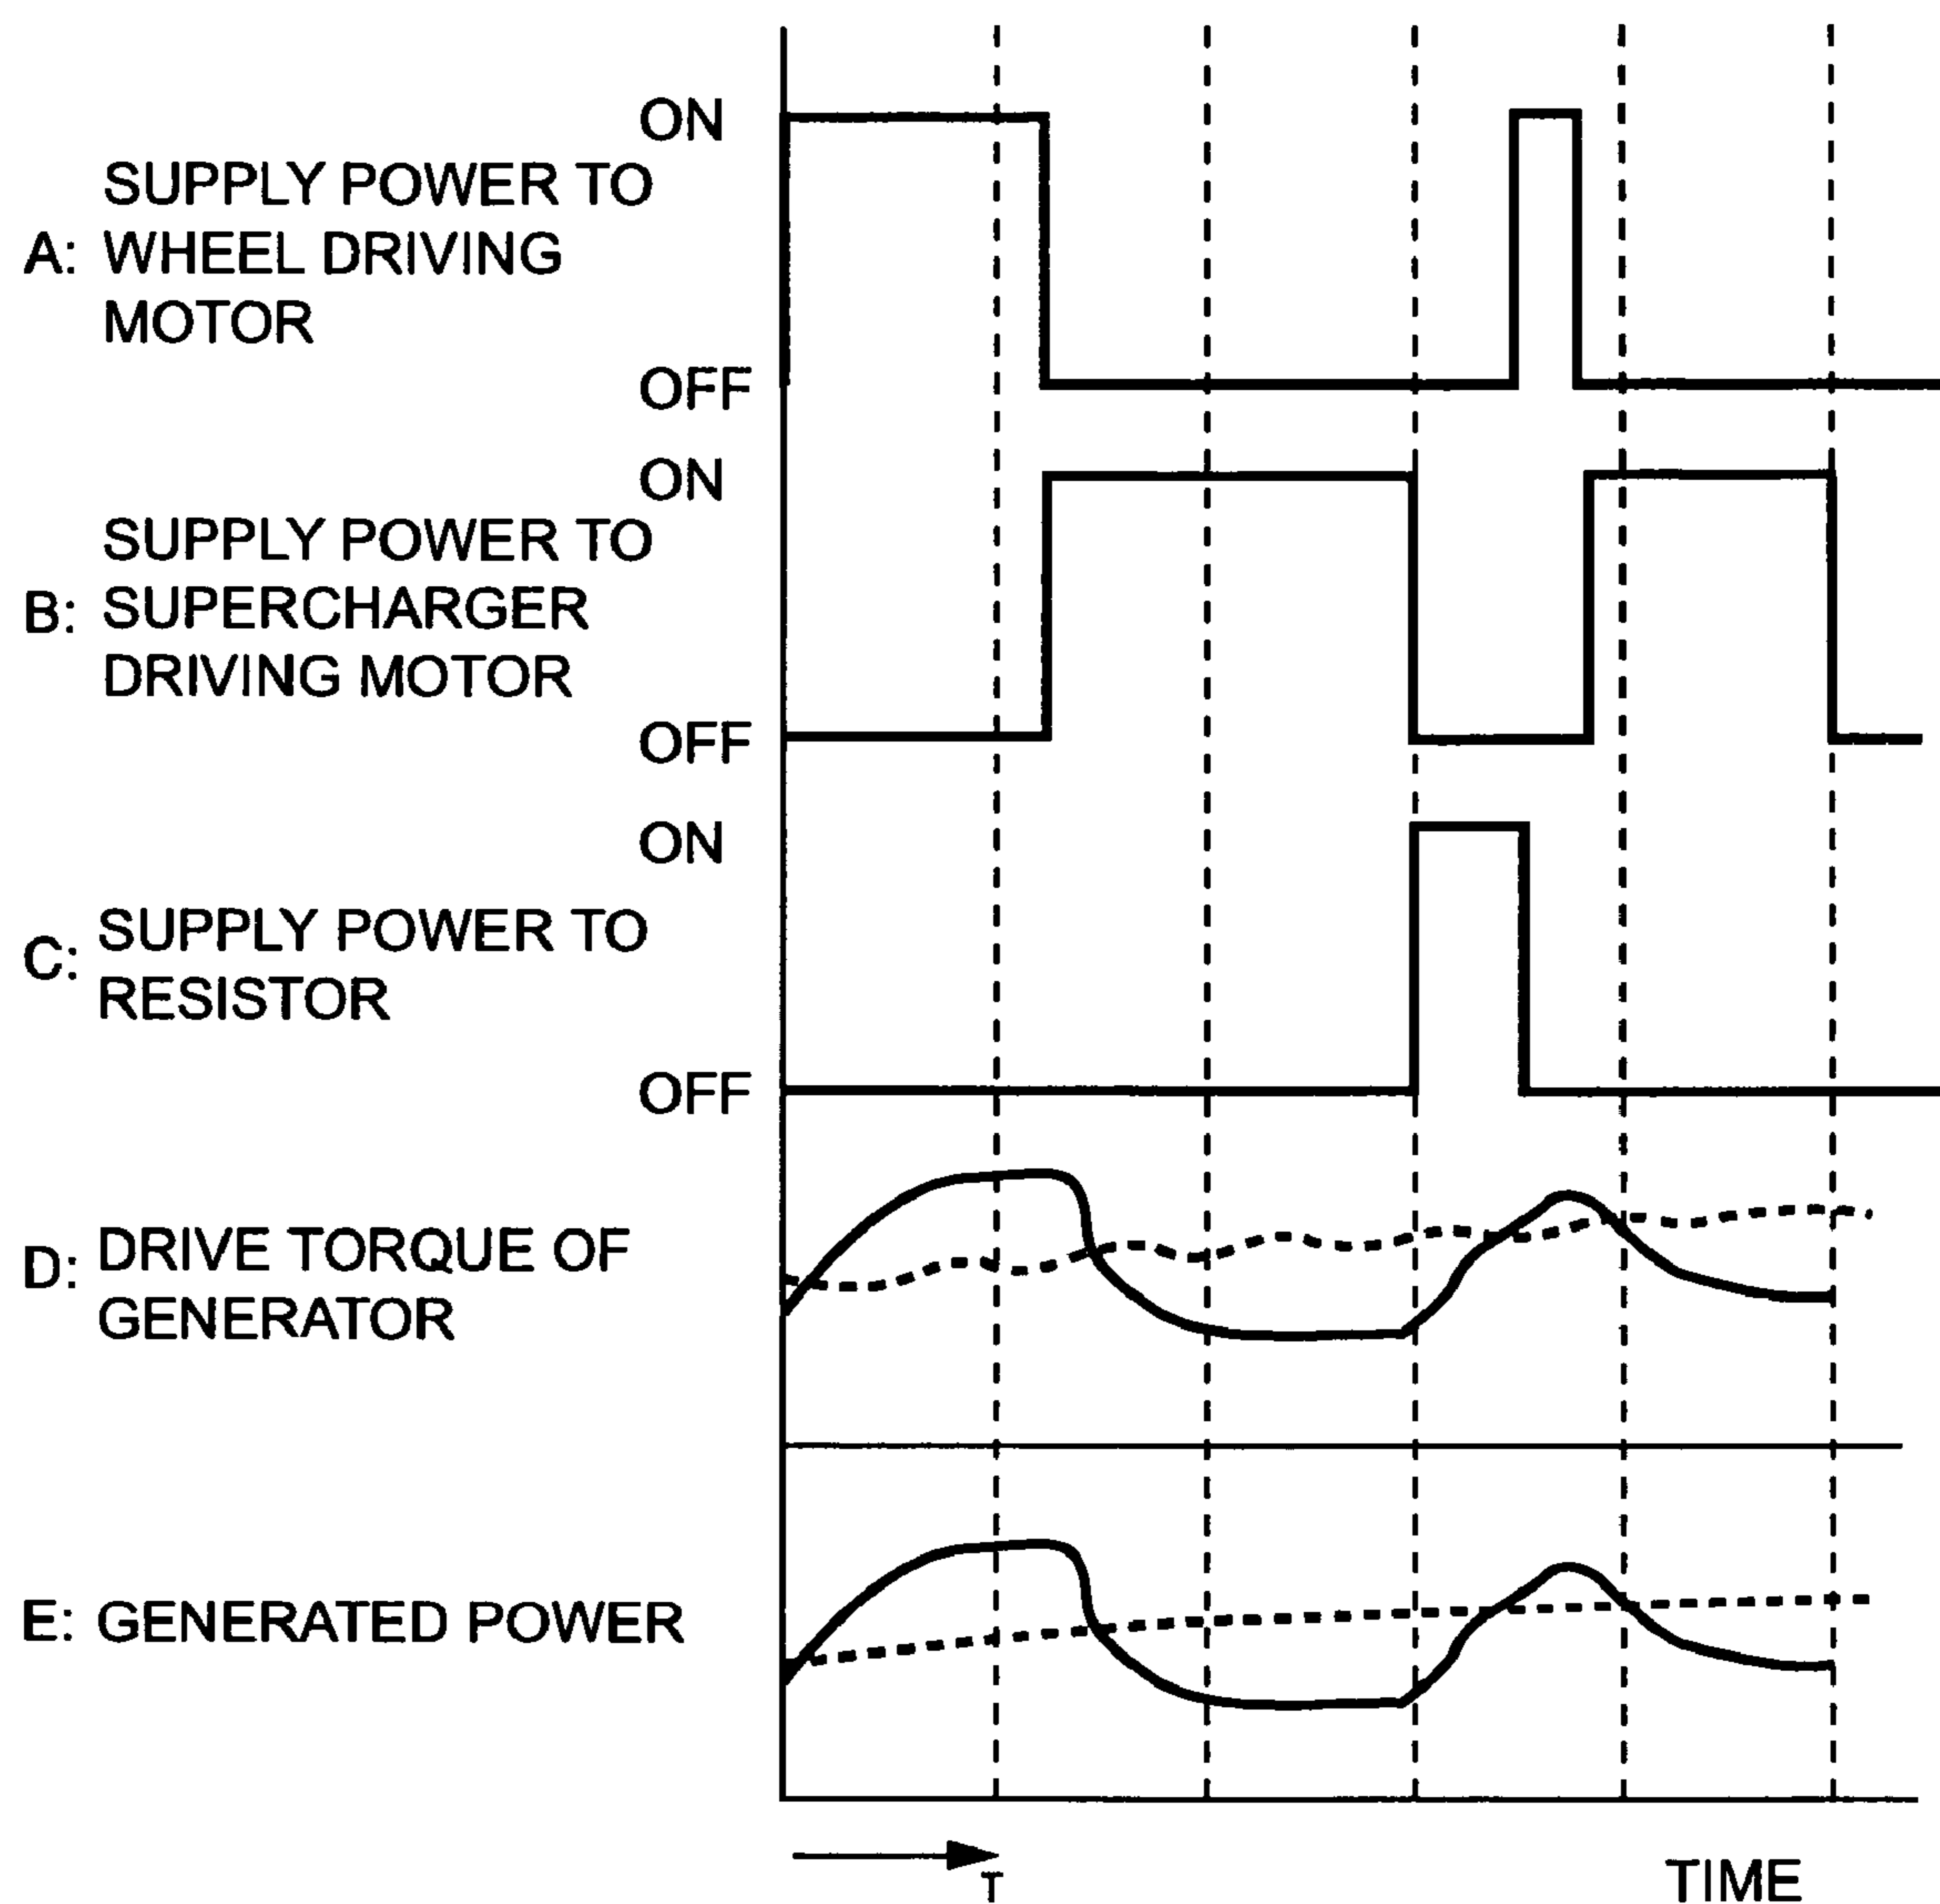 ON
SUPPLY POWER TO
A: WHEEL DRIVING
MOTOR
OFF
ON
SUPPLY POWER TO
B: SUPERCHARGER
DRIVING MOTOR
OFF
ON
SUPPLY POWER TO
C:
RESISTOR
OFF
DRIVE TORQUE OF
D:
GENERATOR
E: GENERATED POWER
T
TIME